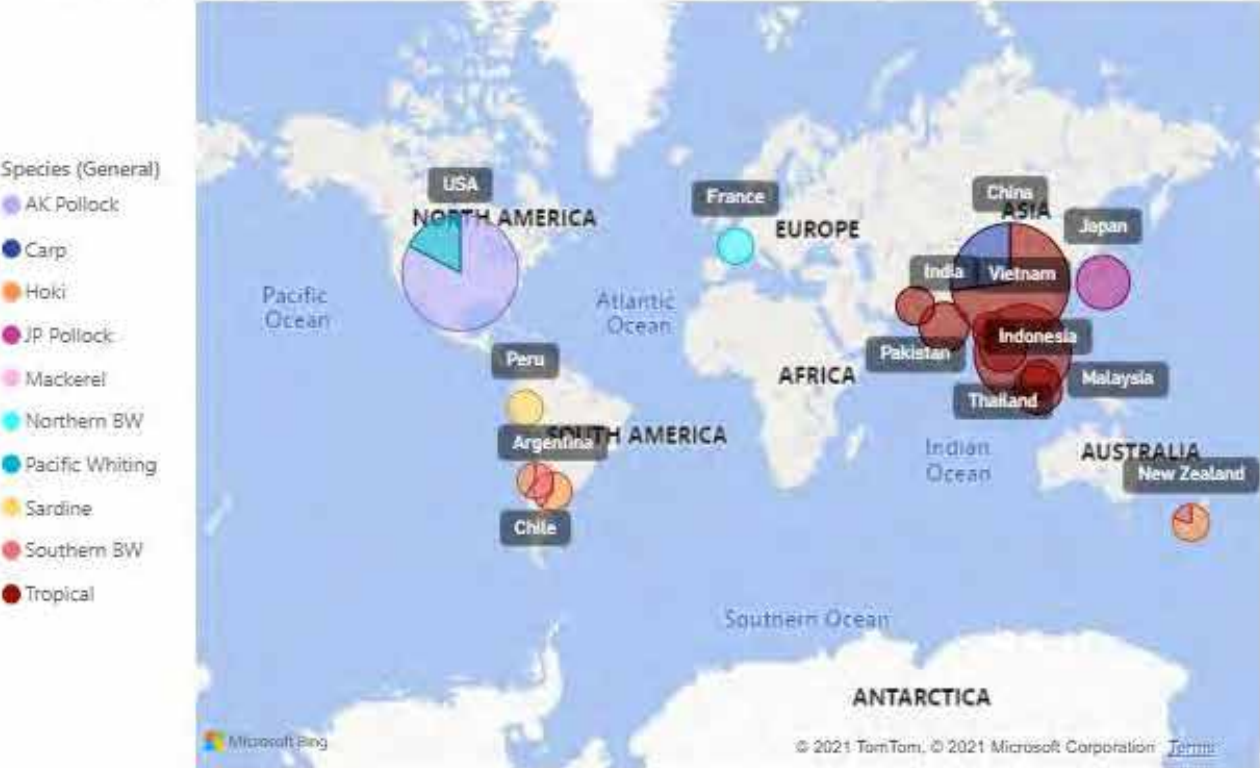 Species (General)
AK Pollock
Carp
Hoki
JP Pollock
Mackerel
Northern BW
Pacific Whiting
Sardine
Southern BW
Tropical
USA
NORTH AMERICA
France
EUROPE
China
ASIA
Japan
India
Vietnam
Pacific
Ocean
Atlantic
Ocean
Indonesia
Pakistan
Peru
AFRICA
Malaysia
Thailand
Argentina
SOUTH AMERICA
Indian
Ocean
AUSTRALIA
New Zealand
Chile
Southern Ocean
ANTARCTICA
Microsoft Bing
© 2021 TomTom, © 2021 Microsoft Corporation Terms